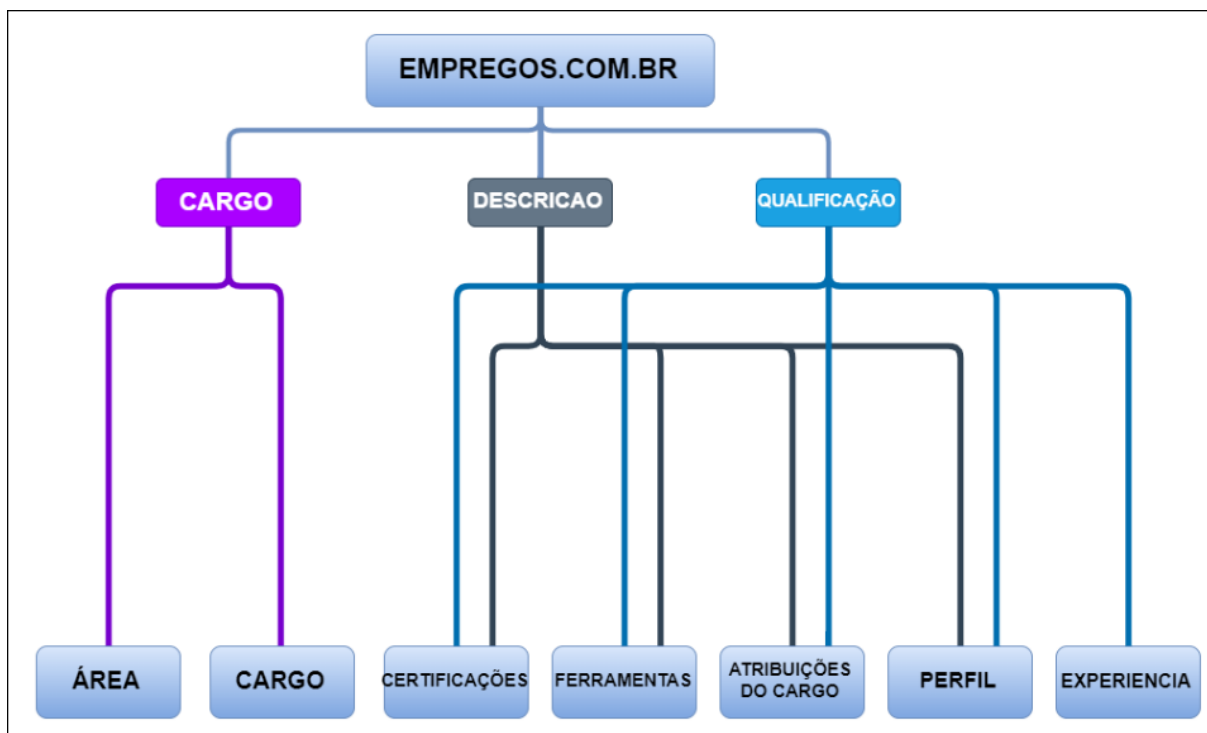 EMPREGOS.COM.BR
CARGO
DESCRICAO
QUALIFICAÇÃO
ÁREA
CARGO
CERTIFICAÇÕES
FERRAMENTAS
ATRIBUIÇÕES
DO CARGO
PERFIL
EXPERIENCIA